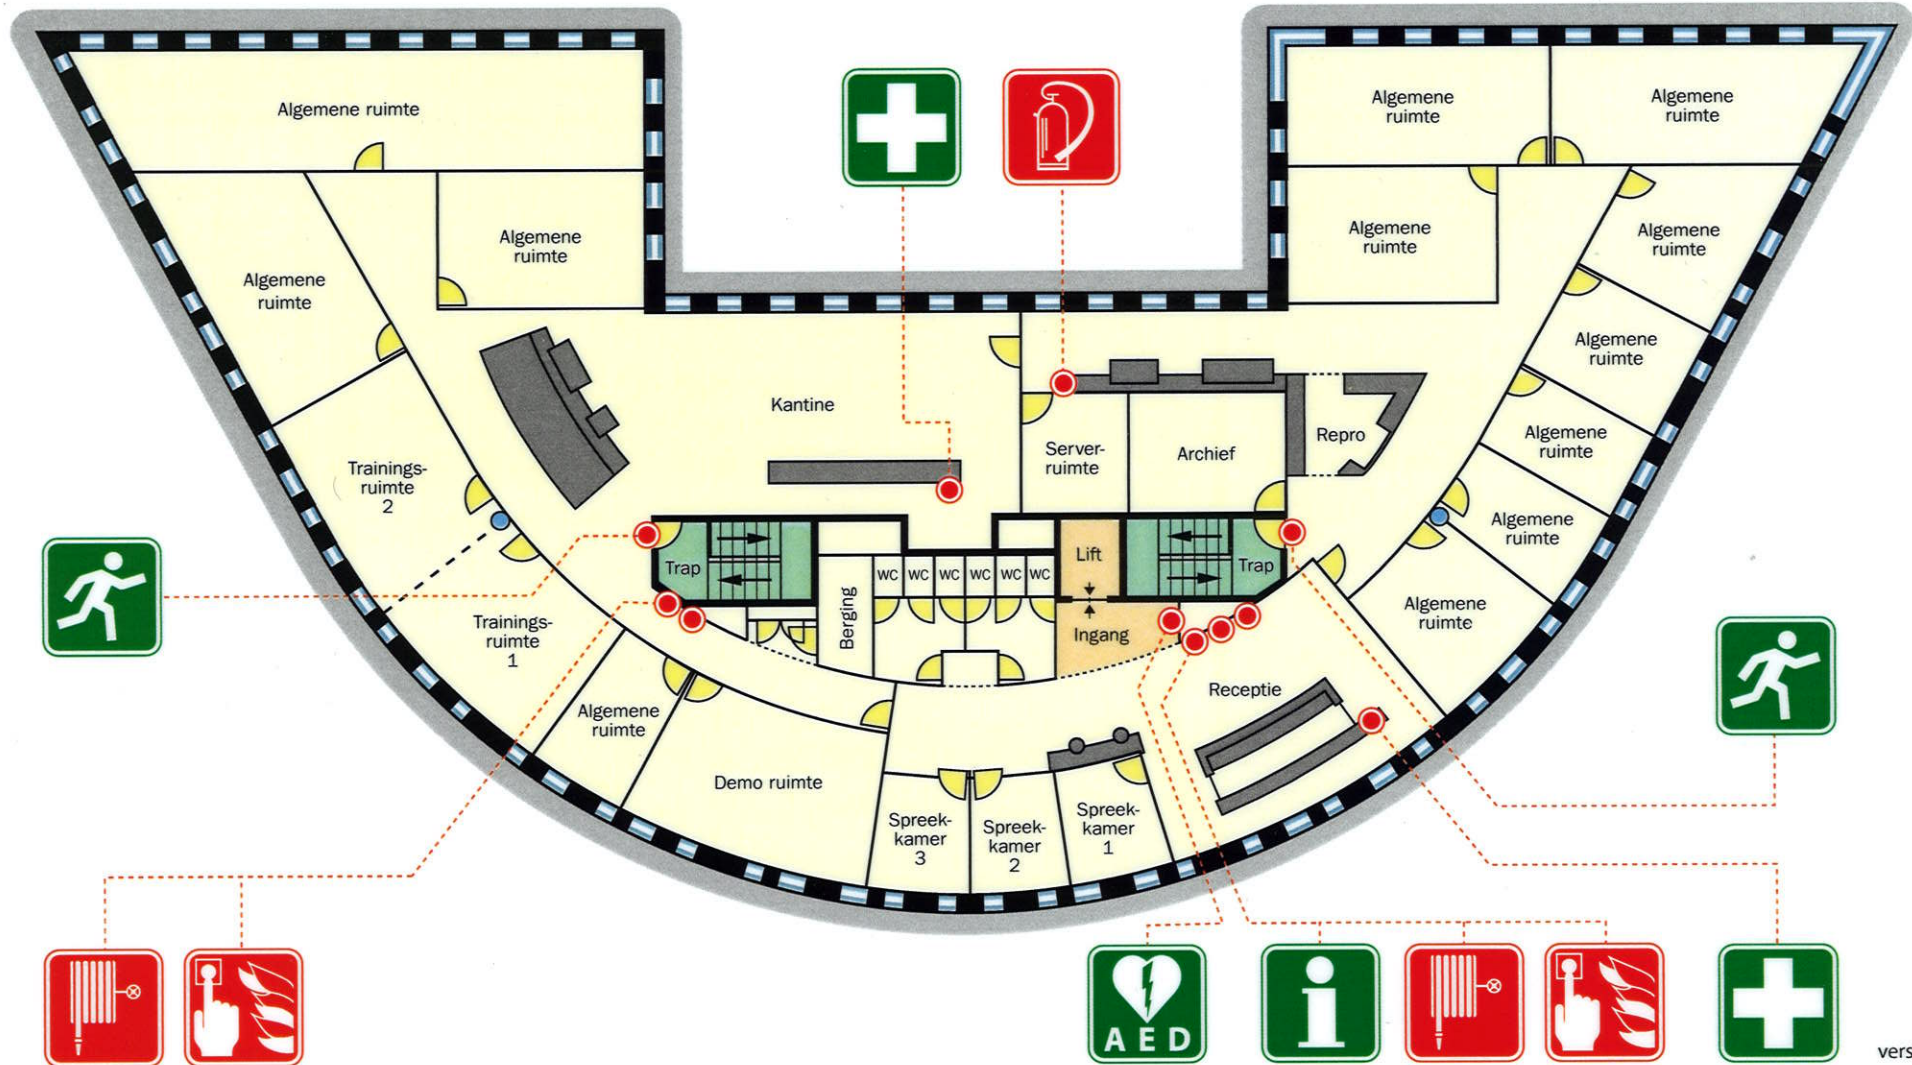 Algemene ruimte
Algemene
ruimte
Algemene
ruimte
Algemene
ruimte
Algemene
ruimte
Algemene
ruimte
Algemene
ruimte
Algemene
ruimte
Kantine
Server-
ruimte
Archief
Repro
Algemene
ruimte
Algemene
ruimte
Algemene
ruimte
Algemene
ruimte
Trainings-
ruimte
2
Trap
Berging
WC
WC
WC
WC
WC
WC
Lift
Ingang
Trap
Trainings-
ruimte
1
Algemene
ruimte
Demo ruimte
Receptie
Spreek-
kamer
3
Spreek-
kamer
2
Spreek-
kamer
1
AED
vers